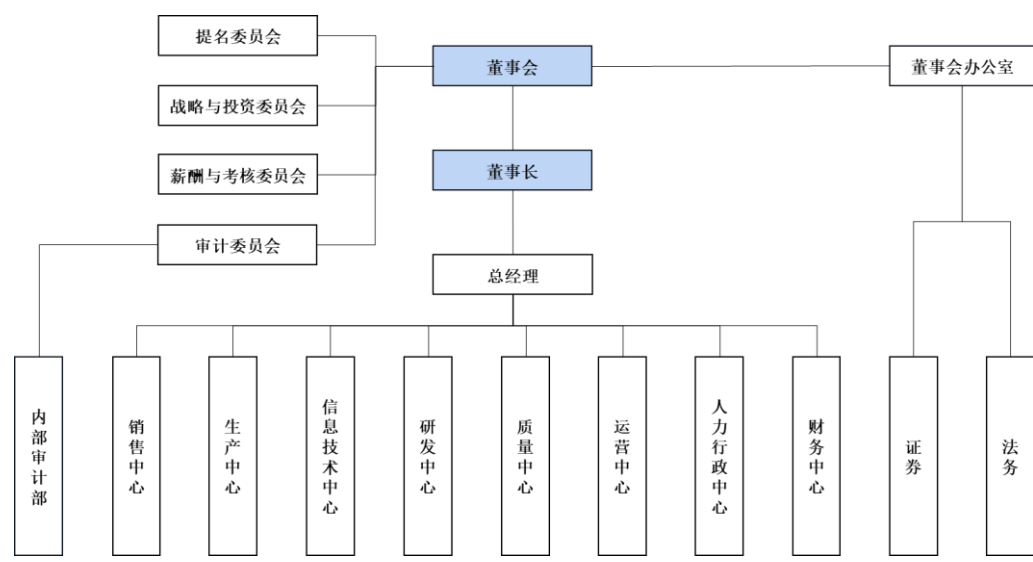 提名委员会
董事会
董事会办公室
战略与投资委员会
董事长
薪酬与考核委员会
审计委员会
总经理
内部审计部
销售中心
生产中心
信息技术中心
研发中心
质量中心
运营中心
人力行政中心
财务中心
证券
法务